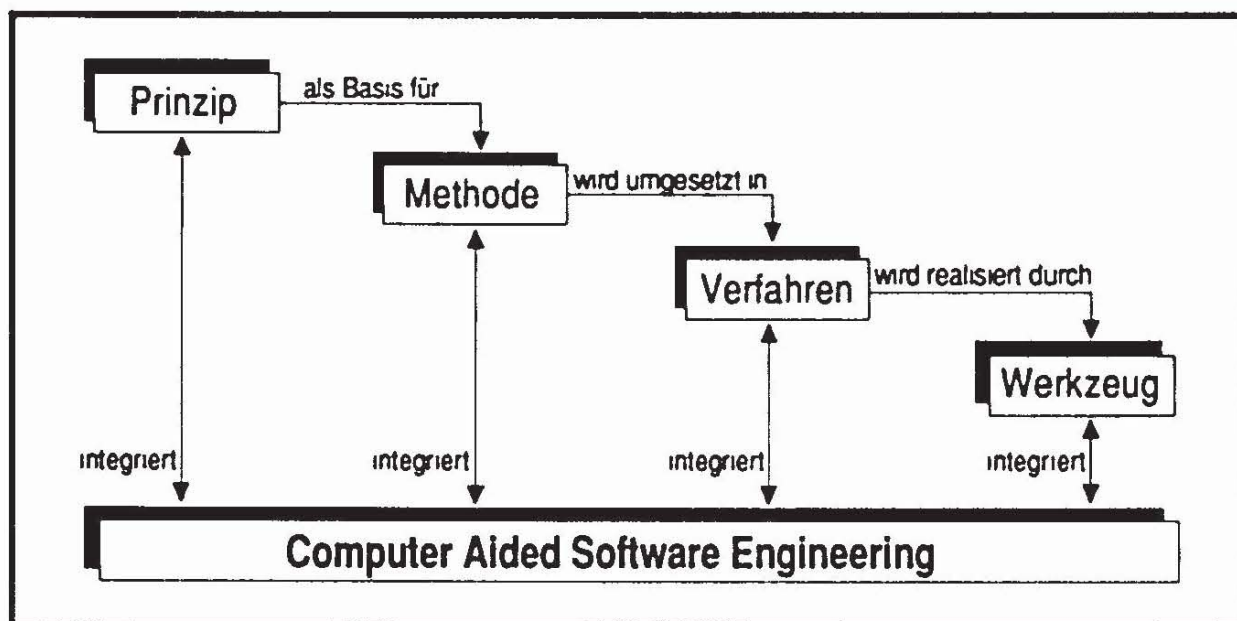 Prinzip
als Basis für
Methode
wird umgesetzt in
Verfahren
wird realisiert durch
Werkzeug
integriert
integriert
integriert
integriert
Computer Aided Software Engineering